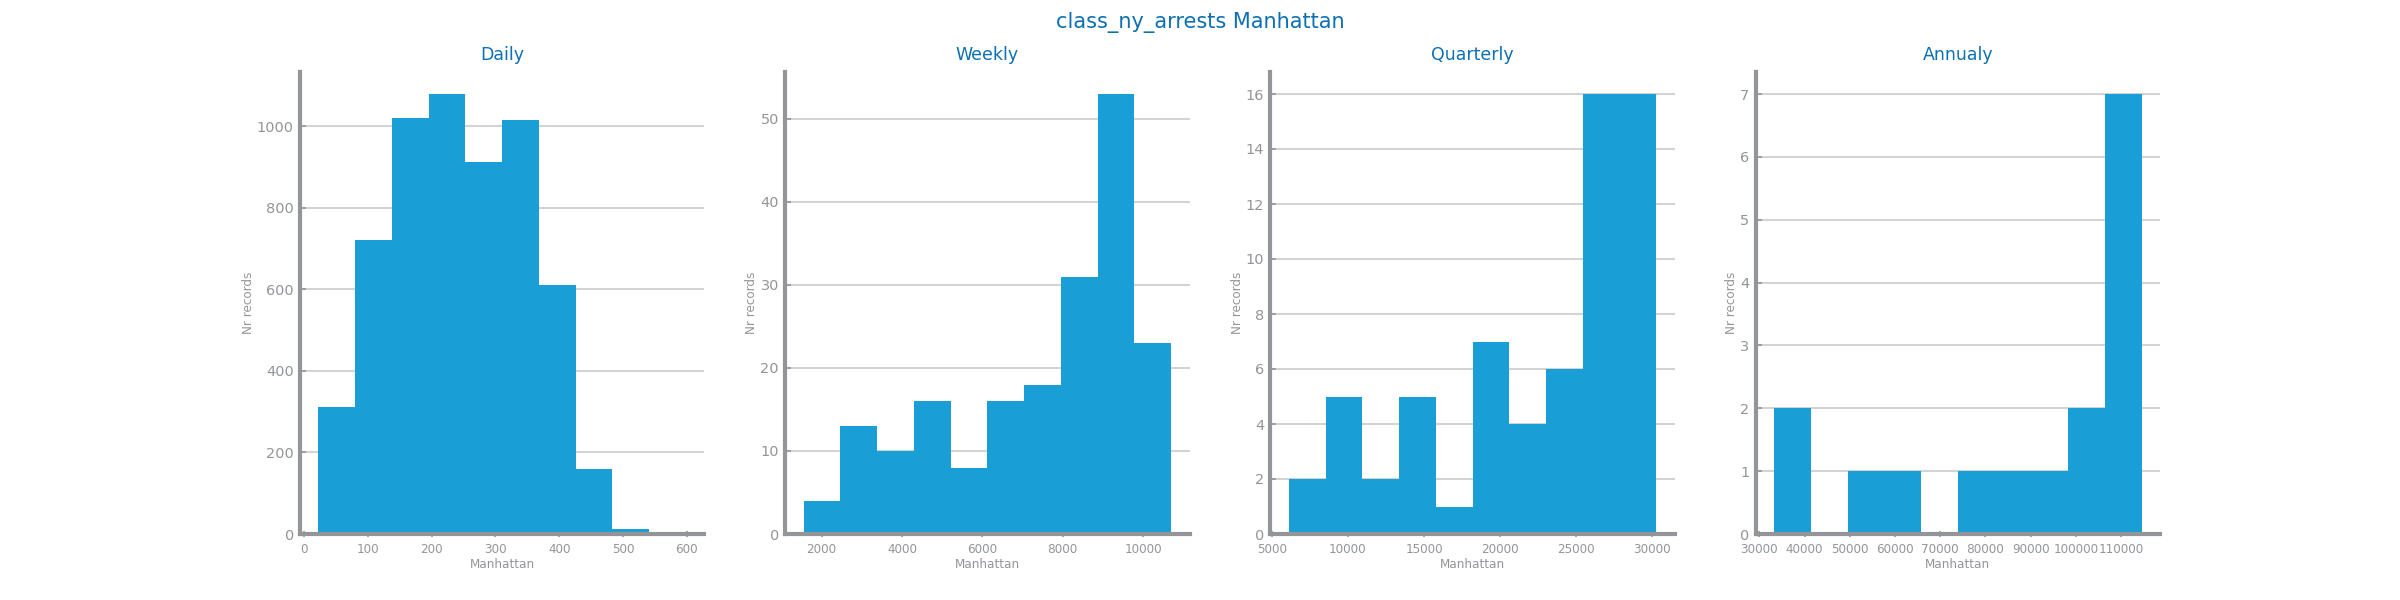 class_ny_arrests Manhattan
Daily
Nr records
1000
800
600
400
200
0
0 100 200 300 400 500 600
Manhattan
Weekly
Nr records
50
40
30
20
10
0
2000 4000 6000 8000 10000
Manhattan
Quarterly
Nr records
16
14
12
10
8
6
4
2
0
5000 10000 15000 20000 25000 30000
Manhattan
Annualy
Nr records
7
6
5
4
3
2
1
0
30000 40000 50000 60000 70000 80000 90000 100000 110000
Manhattan